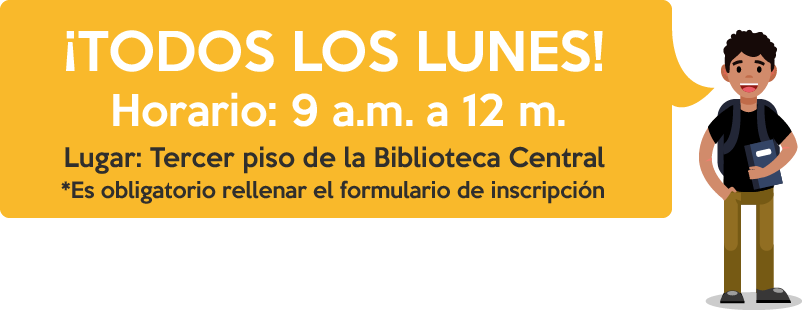 ¡TODOS LOS LUNES!
Horario: 9 a.m. a 12 m.
Lugar: Tercer piso de la Biblioteca Central
*Es obligatorio rellenar el formulario de inscripción